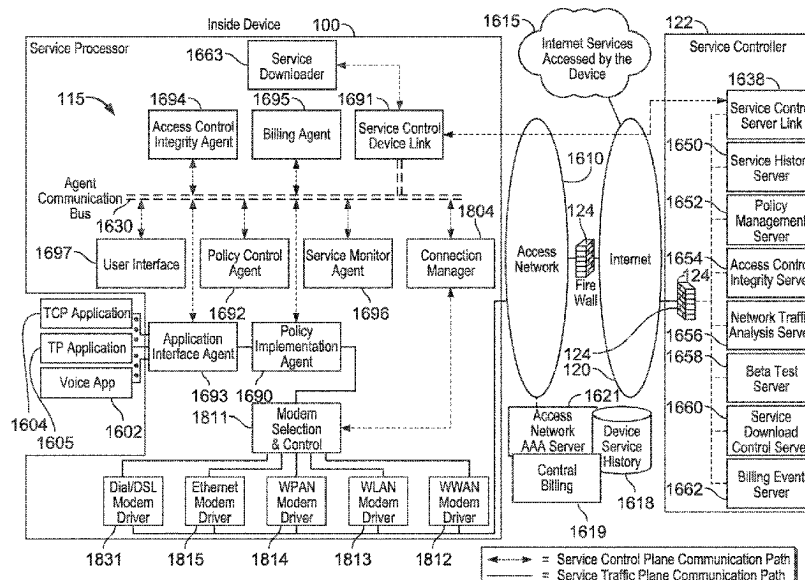 Inside Device
100
1615
122
Service Processor
1663
Service
Downloader
Internet Services
Accessed by the
Device
Service Controller
1638
115
1694
1695
1691
Access Control
Integrity Agent
Billing Agent
Service Control
Device Link
Service Control
Server Link
1650
Service History
Server
1610
Agent
Communication
Bus
1630
1804
124
1652
Policy
Management
Server
1697
User Interface
Policy Control
Agent
Service Monitor
Agent
Connection
Manager
Access
Network
Fire
Wall
Internet
1654
124
Access Control
Integrity Server
1692
1696
TCP Application
TP Application
Voice App
Application
Interface Agent
Policy
Implementation
Agent
Network Traffic
Analysis Server
124
1656
1658
1693
1690
120
Beta Test
Server
1604
1605
1602
1811
Modem
Selection
& Control
1621
Access
Network
AAA Server
Device
Service
History
1660
Service
Download
Control Server
Central
Billing
1618
1662
Billing Event
Server
Dial/DSL
Modem
Driver
Ethernet
Modem
Driver
WPAN
Modem
Driver
WLAN
Modem
Driver
WWAN
Modem
Driver
1619
1831
1815
1814
1813
1812
= Service Control Plane Communication Path
= Service Traffic Plane Communication Path